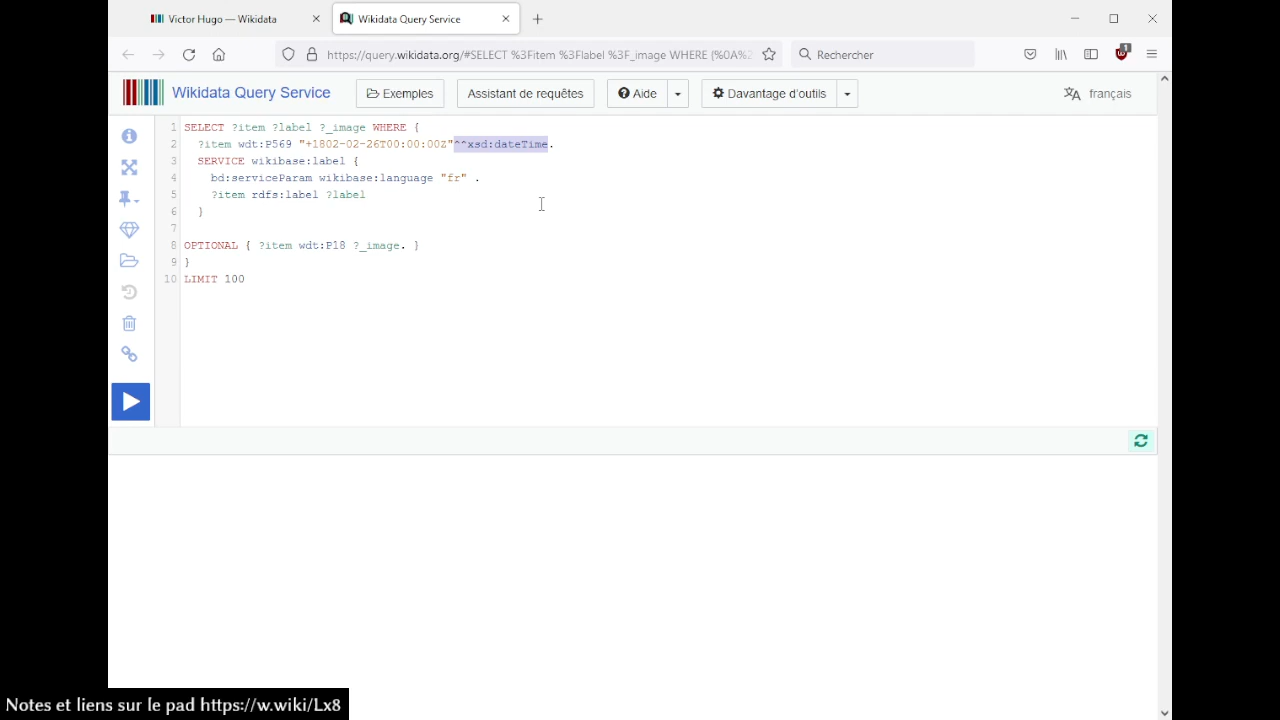 Victor Hugo — Wikidata
Wikidata Query Service
https://query.wikidata.org/#SELECT %3Fitem %3Flabel %3F_image WHERE {%0A%2
Rechercher
1
Wikidata Query Service
Exemples
Assistant de requêtes
Aide
Davantage d'outils
français
1 SELECT ?item ?label ?_image WHERE {
2 ?item wdt:P569 "+1802-02-26T00:00:00Z"^^xsd:dateTime.
3 SERVICE wikibase:label {
4 bd:serviceParam wikibase:language "fr" .
5 ?item rdfs:label ?label
6 }
7
8 OPTIONAL { ?item wdt:P18 ?_image. }
9 }
10 LIMIT 100
Notes et liens sur le pad https://w.wiki/Lx8